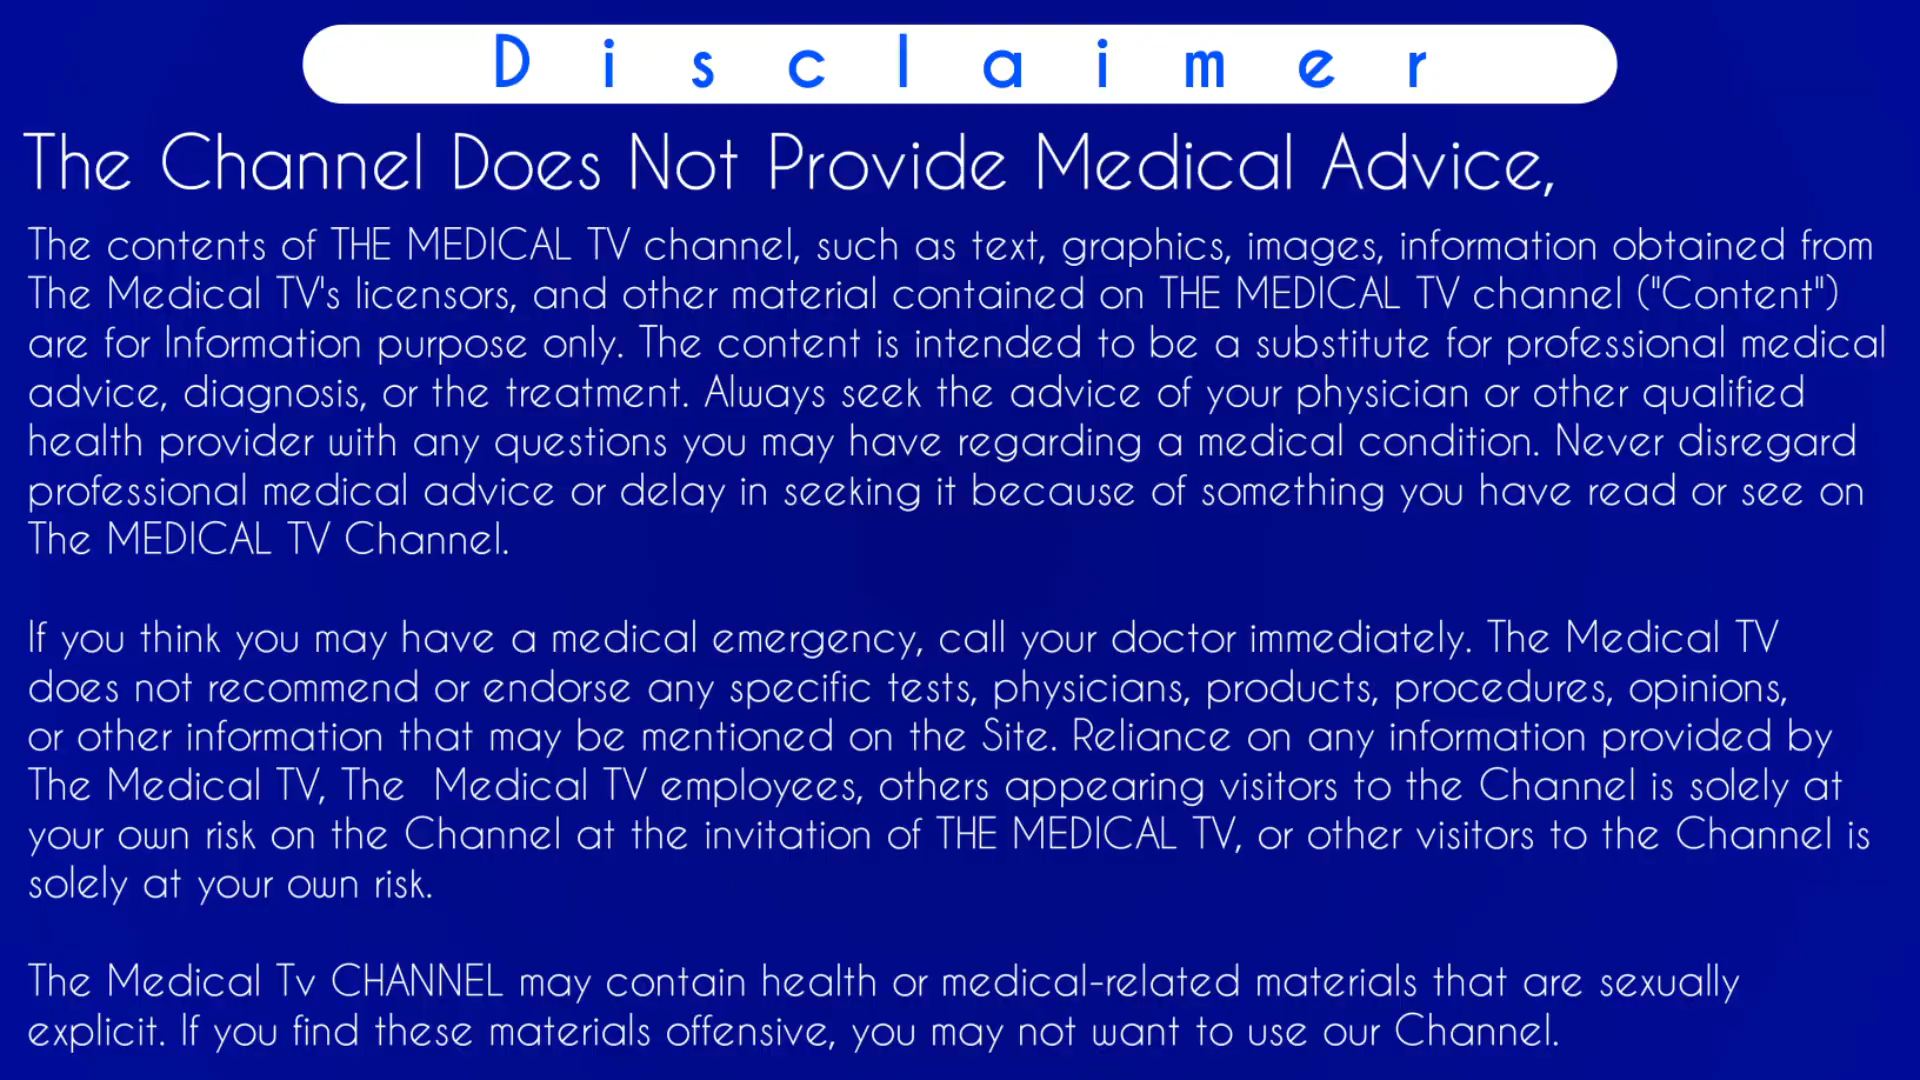 Disclaimer
The Channel Does Not Provide Medical Advice,
The contents of THE MEDICAL TV channel, such as text, graphics, images, information obtained from
The Medical TV's licensors, and other material contained on THE MEDICAL TV channel ("Content")
are for Information purpose only. The content is intended to be a substitute for professional medical
advice, diagnosis, or the treatment. Always seek the advice of your physician or other qualified
health provider with any questions you may have regarding a medical condition. Never disregard
professional medical advice or delay in seeking it because of something you have read or see on
The MEDICAL TV Channel.
If you think you may have a medical emergency, call your doctor immediately. The Medical TV
does not recommend or endorse any specific tests, physicians, products, procedures, opinions,
or other information that may be mentioned on the Site. Reliance on any information provided by
The Medical TV, The  Medical TV employees, others appearing visitors to the Channel is solely at
your own risk on the Channel at the invitation of THE MEDICAL TV, or other visitors to the Channel is
solely at your own risk.
The Medical Tv CHANNEL may contain health or medical-related materials that are sexually
explicit. If you find these materials offensive, you may not want to use our Channel.